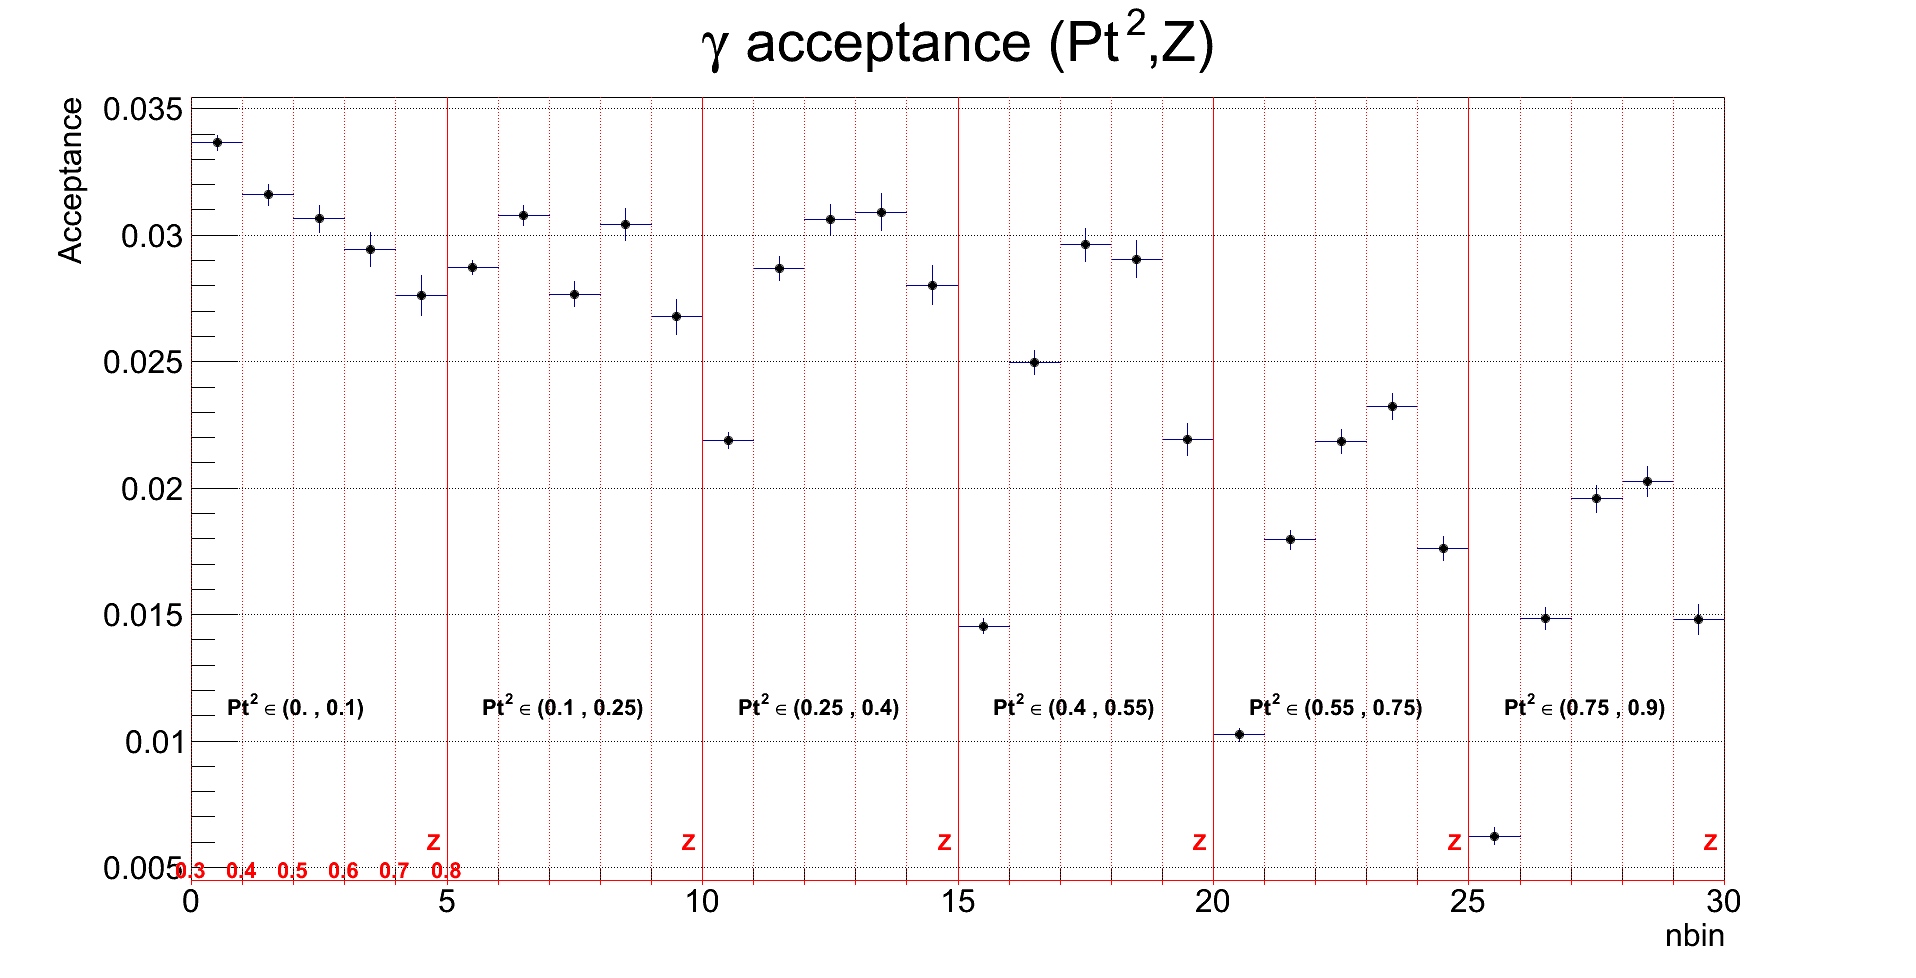 γ acceptance (Pt²,Z)
Acceptance
0.035
0.03
0.025
0.02
0.015
0.01
0.005
Pt² ∈ (0. , 0.1)
Pt² ∈ (0.1 , 0.25)
Pt² ∈ (0.25 , 0.4)
Pt² ∈ (0.4 , 0.55)
Pt² ∈ (0.55 , 0.75)
Pt² ∈ (0.75 , 0.9)
Z Z Z Z Z Z
0.3 0.4 0.5 0.6 0.7 0.8
0 5 10 15 20 25 30
nbin